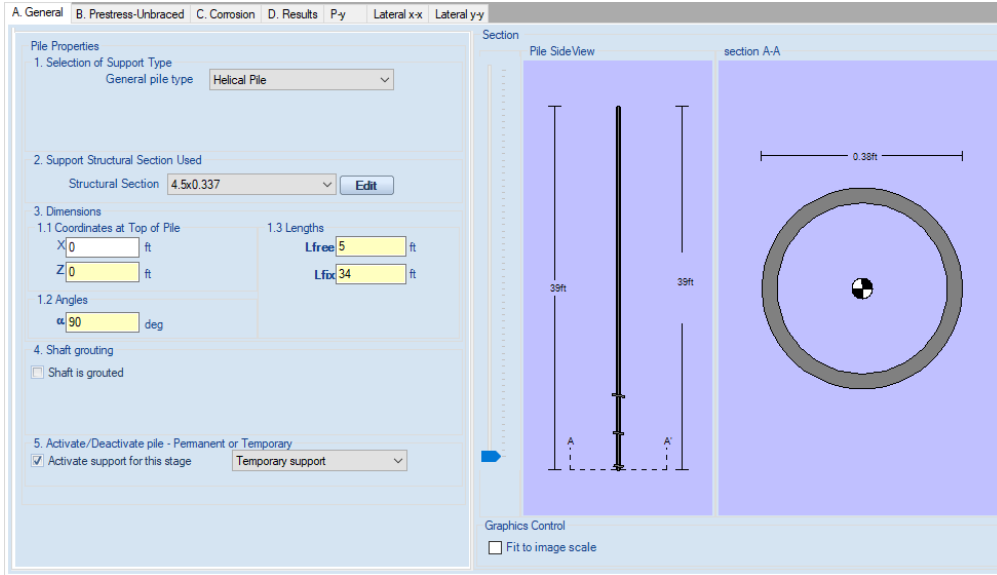 A. General B. Prestress-Unbraced C. Corrosion D. Results P-y Lateral x-x Lateral y-y
Pile Properties
1. Selection of Support Type
General pile type Helical Pile
2. Support Structural Section Used
Structural Section 4.5x0.337 Edit
3. Dimensions
1.1 Coordinates at Top of Pile
X 0 ft
Z 0 ft
1.2 Angles
α 90 deg
1.3 Lengths
Lfree 5 ft
Lfix 34 ft
4. Shaft grouting
Shaft is grouted
5. Activate/Deactivate pile - Permanent or Temporary
Activate support for this stage Temporary support
Section
Pile SideView
39ft 39ft
A A'
section A-A
0.38ft
Graphics Control
Fit to image scale